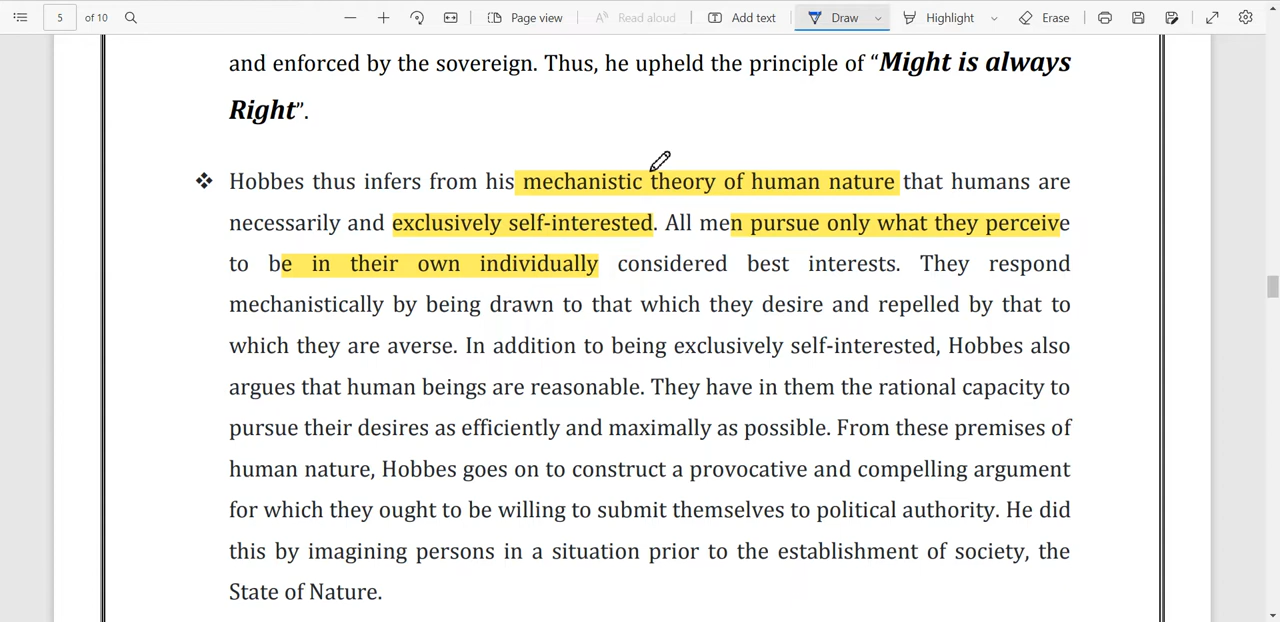 5 of 10 Page view Read aloud Add text Draw Highlight Erase
and enforced by the sovereign. Thus, he upheld the principle of “Might is always
Right”.
❖ Hobbes thus infers from his mechanistic theory of human nature that humans are
necessarily and exclusively self-interested. All men pursue only what they perceive
to be in their own individually considered best interests. They respond
mechanistically by being drawn to that which they desire and repelled by that to
which they are averse. In addition to being exclusively self-interested, Hobbes also
argues that human beings are reasonable. They have in them the rational capacity to
pursue their desires as efficiently and maximally as possible. From these premises of
human nature, Hobbes goes on to construct a provocative and compelling argument
for which they ought to be willing to submit themselves to political authority. He did
this by imagining persons in a situation prior to the establishment of society, the
State of Nature.